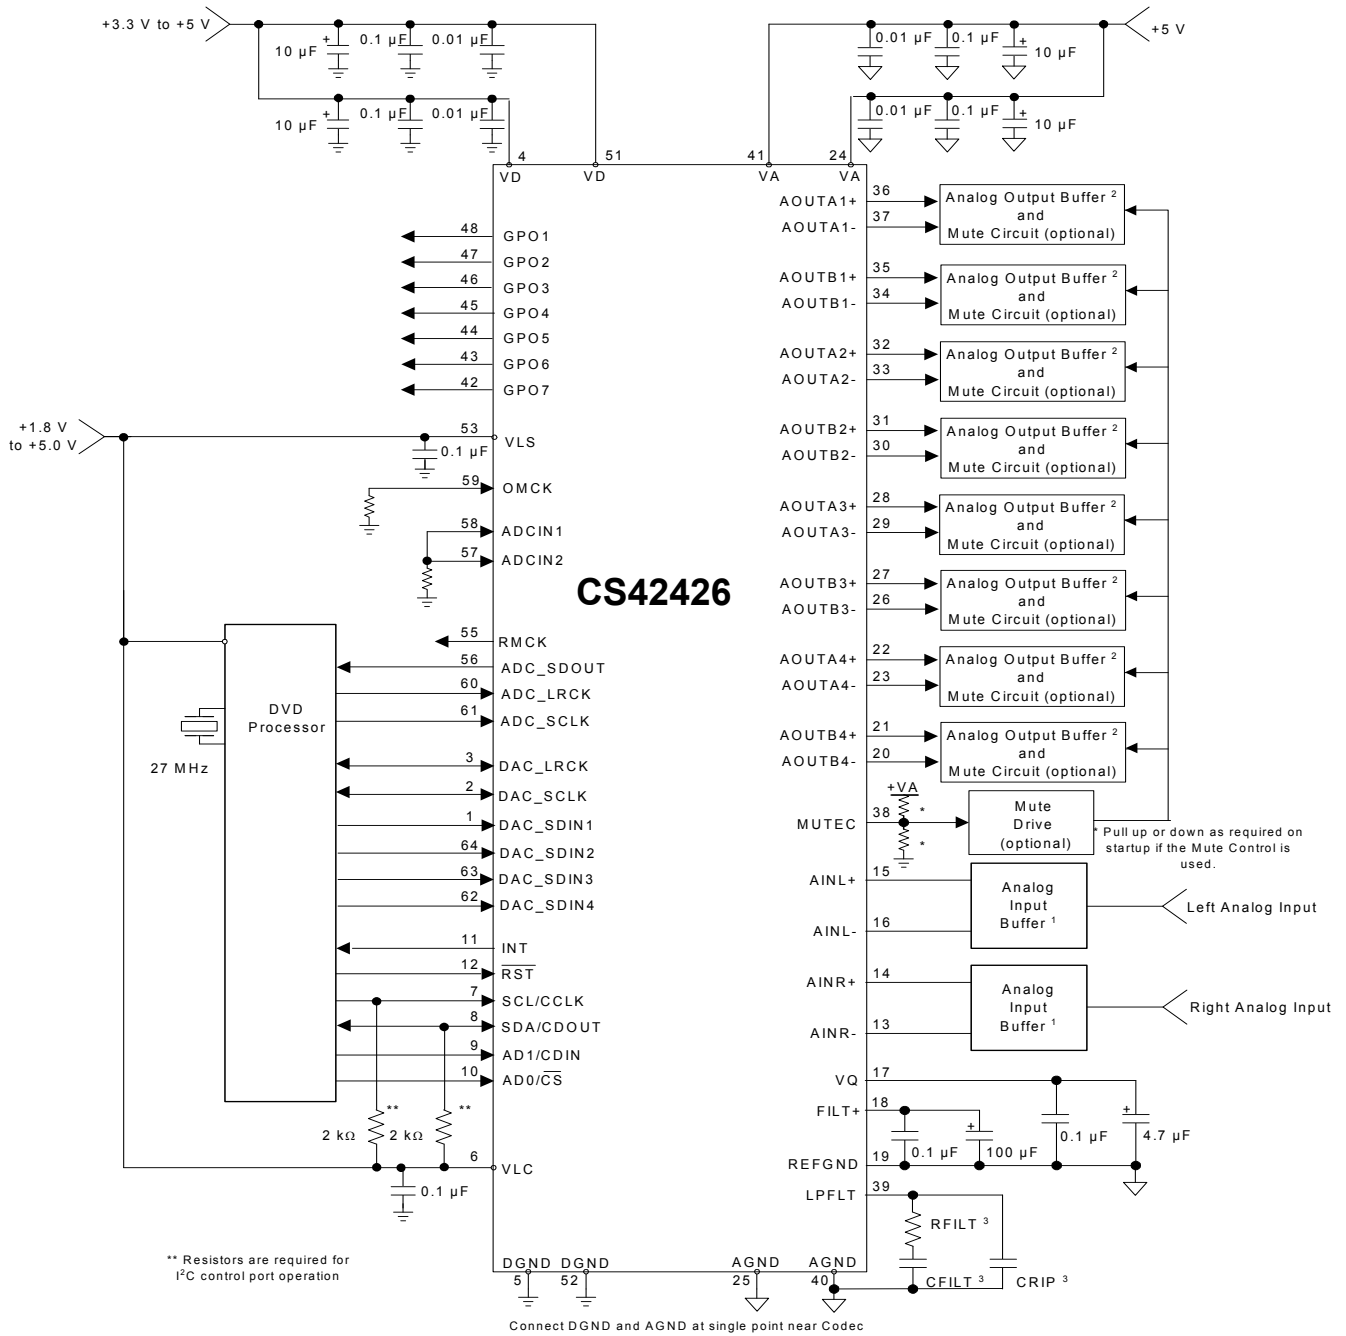 +3.3 V to +5 V
10 µF
+
0.1 µF
0.01 µF
0.01 µF
0.1 µF
+
10 µF
+5 V
10 µF
+
0.1 µF
0.01 µF
0.01 µF
0.1 µF
+
10 µF
4
VD
51
VD
41
VA
24
VA
48
GPO1
47
GPO2
46
GPO3
45
GPO4
44
GPO5
43
GPO6
42
GPO7
+1.8 V
to +5.0 V
53
VLS
0.1 µF
59
OMCK
58
ADCIN1
57
ADCIN2
CS42426
55
RMCK
56
ADC_SDOUT
60
ADC_LRCK
61
ADC_SCLK
DVD
Processor
27 MHz
3
DAC_LRCK
2
DAC_SCLK
1
DAC_SDIN1
64
DAC_SDIN2
63
DAC_SDIN3
62
DAC_SDIN4
11
INT
12
RST
7
SCL/CCLK
8
SDA/CDOUT
9
AD1/CDIN
10
AD0/CS
**
2 kΩ
**
2 kΩ
6
VLC
0.1 µF
** Resistors are required for
I2C control port operation
AOUTA1+
36
AOUTA1-
37
Analog Output Buffer 2
and
Mute Circuit (optional)
AOUTB1+
35
AOUTB1-
34
Analog Output Buffer 2
and
Mute Circuit (optional)
AOUTA2+
32
AOUTA2-
33
Analog Output Buffer 2
and
Mute Circuit (optional)
AOUTB2+
31
AOUTB2-
30
Analog Output Buffer 2
and
Mute Circuit (optional)
AOUTA3+
28
AOUTA3-
29
Analog Output Buffer 2
and
Mute Circuit (optional)
AOUTB3+
27
AOUTB3-
26
Analog Output Buffer 2
and
Mute Circuit (optional)
AOUTA4+
22
AOUTA4-
23
Analog Output Buffer 2
and
Mute Circuit (optional)
AOUTB4+
21
AOUTB4-
20
Analog Output Buffer 2
and
Mute Circuit (optional)
+VA
*
MUTEC
38
*
Mute
Drive
(optional)
* Pull up or down as required on
startup if the Mute Control is
used.
AINL+
15
AINL-
16
Analog
Input
Buffer 1
Left Analog Input
AINR+
14
AINR-
13
Analog
Input
Buffer 1
Right Analog Input
VQ
17
FILT+
18
0.1 µF
+
100 µF
0.1 µF
+
4.7 µF
REFGND
19
LPFLT
39
RFILT 3
CFILT 3
CRIP 3
DGND
5
DGND
52
AGND
25
AGND
40
Connect DGND and AGND at single point near Codec